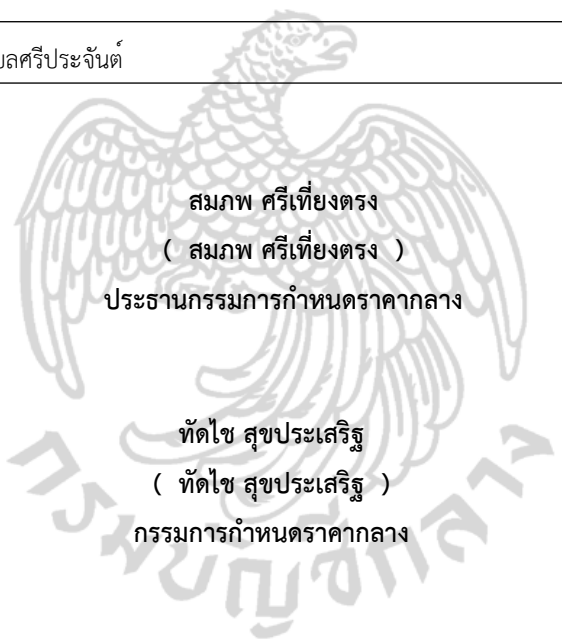 บลศรีประจันต์
สมภพ ศรีเที่ยงตรง
( สมภพ ศรีเที่ยงตรง )
ประธานกรรมการกำหนดราคากลาง
ทัดไช สุขประเสริฐ
( ทัดไช สุขประเสริฐ )
กรรมการกำหนดราคากลาง
กรมบัญชีกลาง